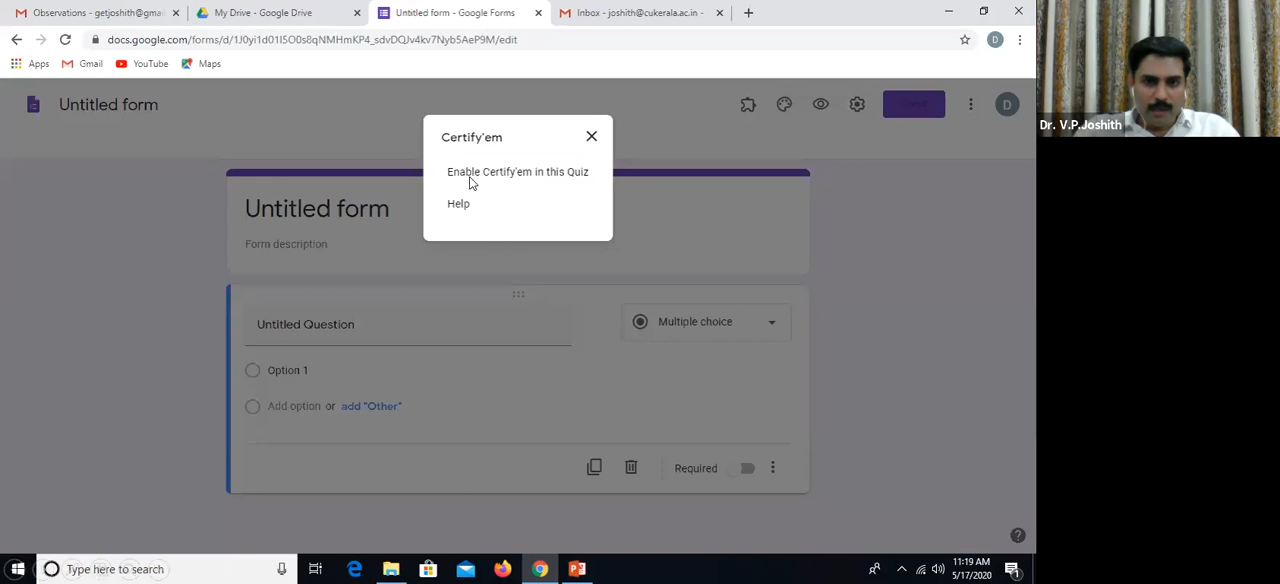 Observations - getjoshith@gmai
My Drive - Google Drive
Untitled form - Google Forms
Inbox - joshith@cukerala.ac.in -
docs.google.com/forms/d/1J0yi1d01I5O0s8qNMHmKP4_sdvDQJv4kv7Nyb5AeP9M/edit
D
Apps
Gmail
YouTube
Maps
Untitled form
Send
D
Dr. V.P.Joshith
Certify'em
Enable Certify'em in this Quiz
Help
Untitled form
Form description
Untitled Question
Multiple choice
Option 1
Add option or add "Other"
Required
Type here to search
11:19 AM
5/17/2020
1